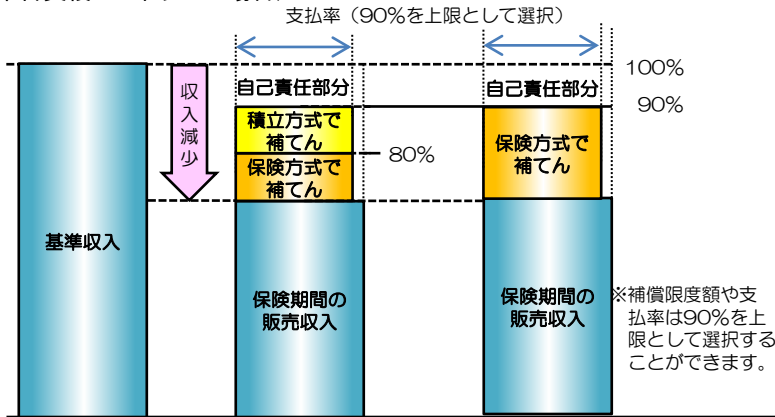 支払率（90%を上限として選択）
100%
自己責任部分
自己責任部分
90%
収入減少
積立方式で
補てん
保険方式で
補てん
80%
保険方式で
補てん
基準収入
保険期間の
販売収入
保険期間の
販売収入
※補償限度額や支
払率は90%を上
限として選択する
ことができます。